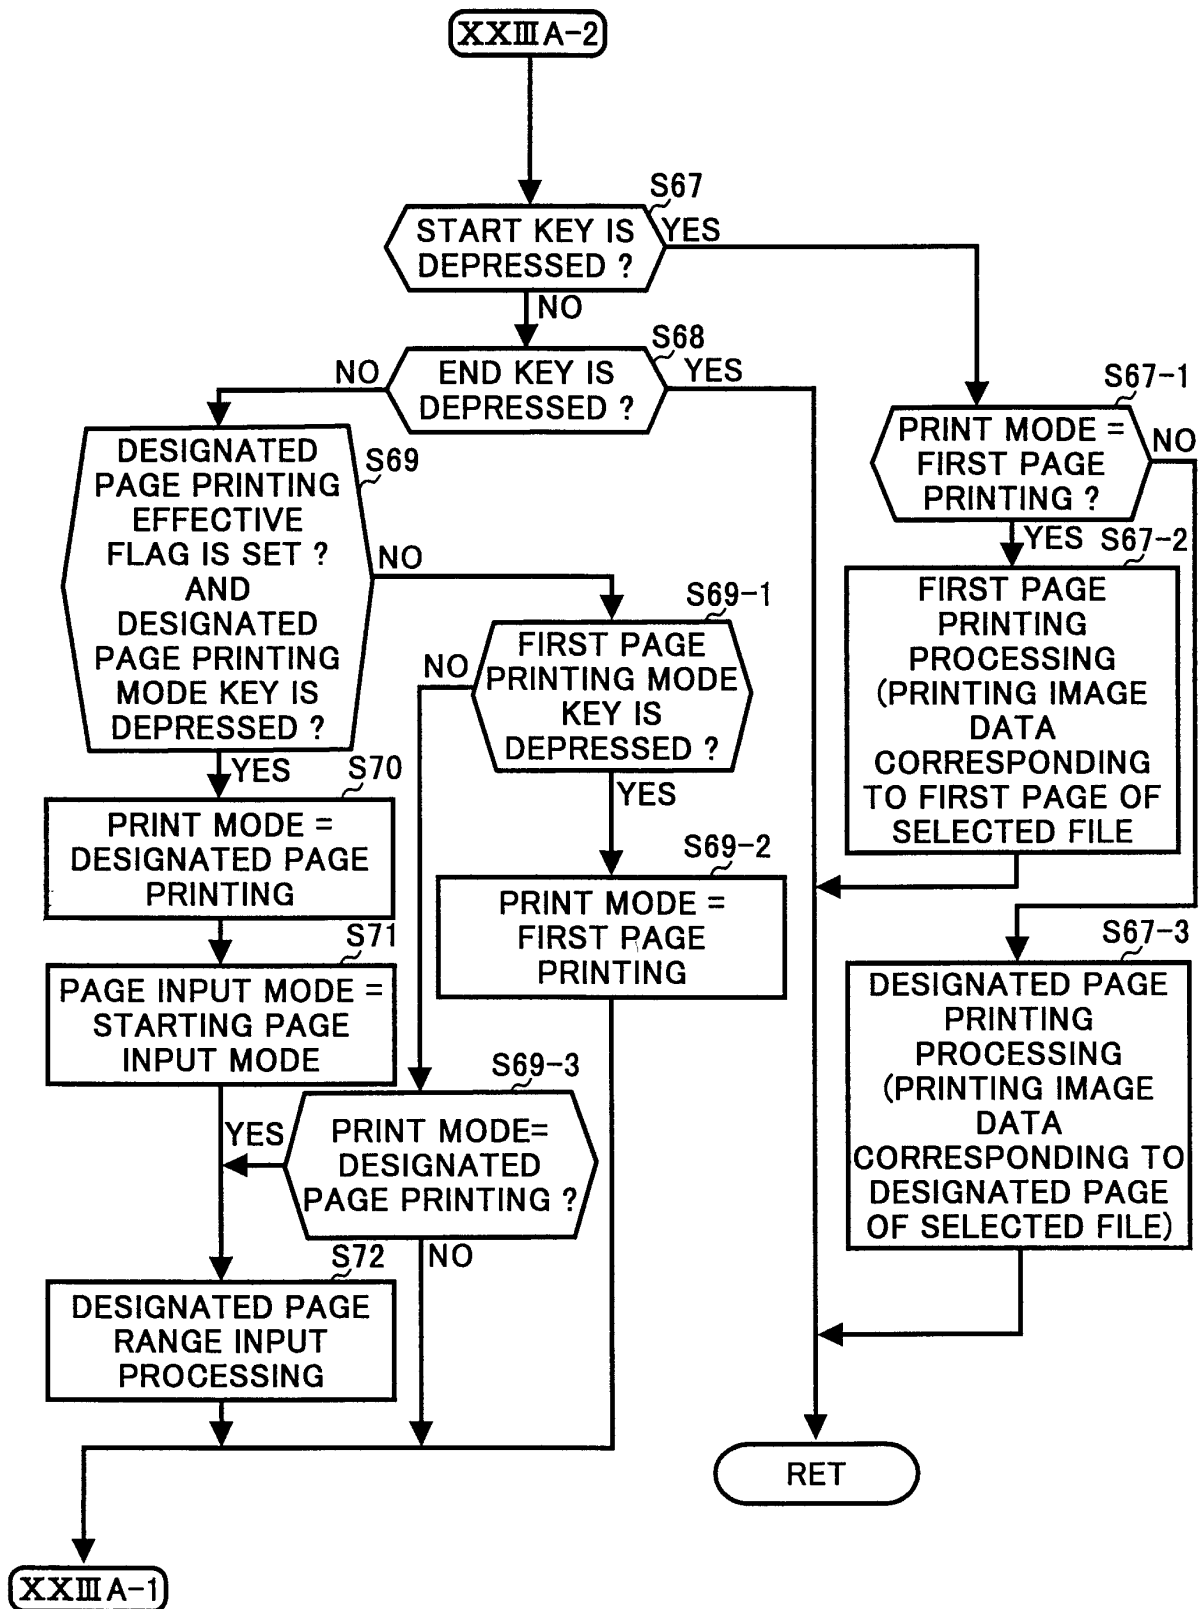 XXIIIA-2
S67
START KEY IS
DEPRESSED ?
YES
NO
S68
END KEY IS
DEPRESSED ?
NO
YES
S67-1
PRINT MODE =
FIRST PAGE
PRINTING ?
NO
YES
S67-2
FIRST PAGE
PRINTING
PROCESSING
(PRINTING IMAGE
DATA
CORRESPONDING
TO FIRST PAGE OF
SELECTED FILE
S67-3
DESIGNATED PAGE
PRINTING
PROCESSING
(PRINTING IMAGE
DATA
CORRESPONDING TO
DESIGNATED PAGE
OF SELECTED FILE)
S69
DESIGNATED
PAGE PRINTING
EFFECTIVE
FLAG IS SET ?
AND
DESIGNATED
PAGE PRINTING
MODE KEY IS
DEPRESSED ?
NO
YES
S69-1
FIRST PAGE
PRINTING MODE
KEY IS
DEPRESSED ?
NO
YES
S70
PRINT MODE =
DESIGNATED PAGE
PRINTING
S69-2
PRINT MODE =
FIRST PAGE
PRINTING
S71
PAGE INPUT MODE =
STARTING PAGE
INPUT MODE
S69-3
PRINT MODE=
DESIGNATED
PAGE PRINTING ?
YES
NO
S72
DESIGNATED PAGE
RANGE INPUT
PROCESSING
RET
XXIIIA-1